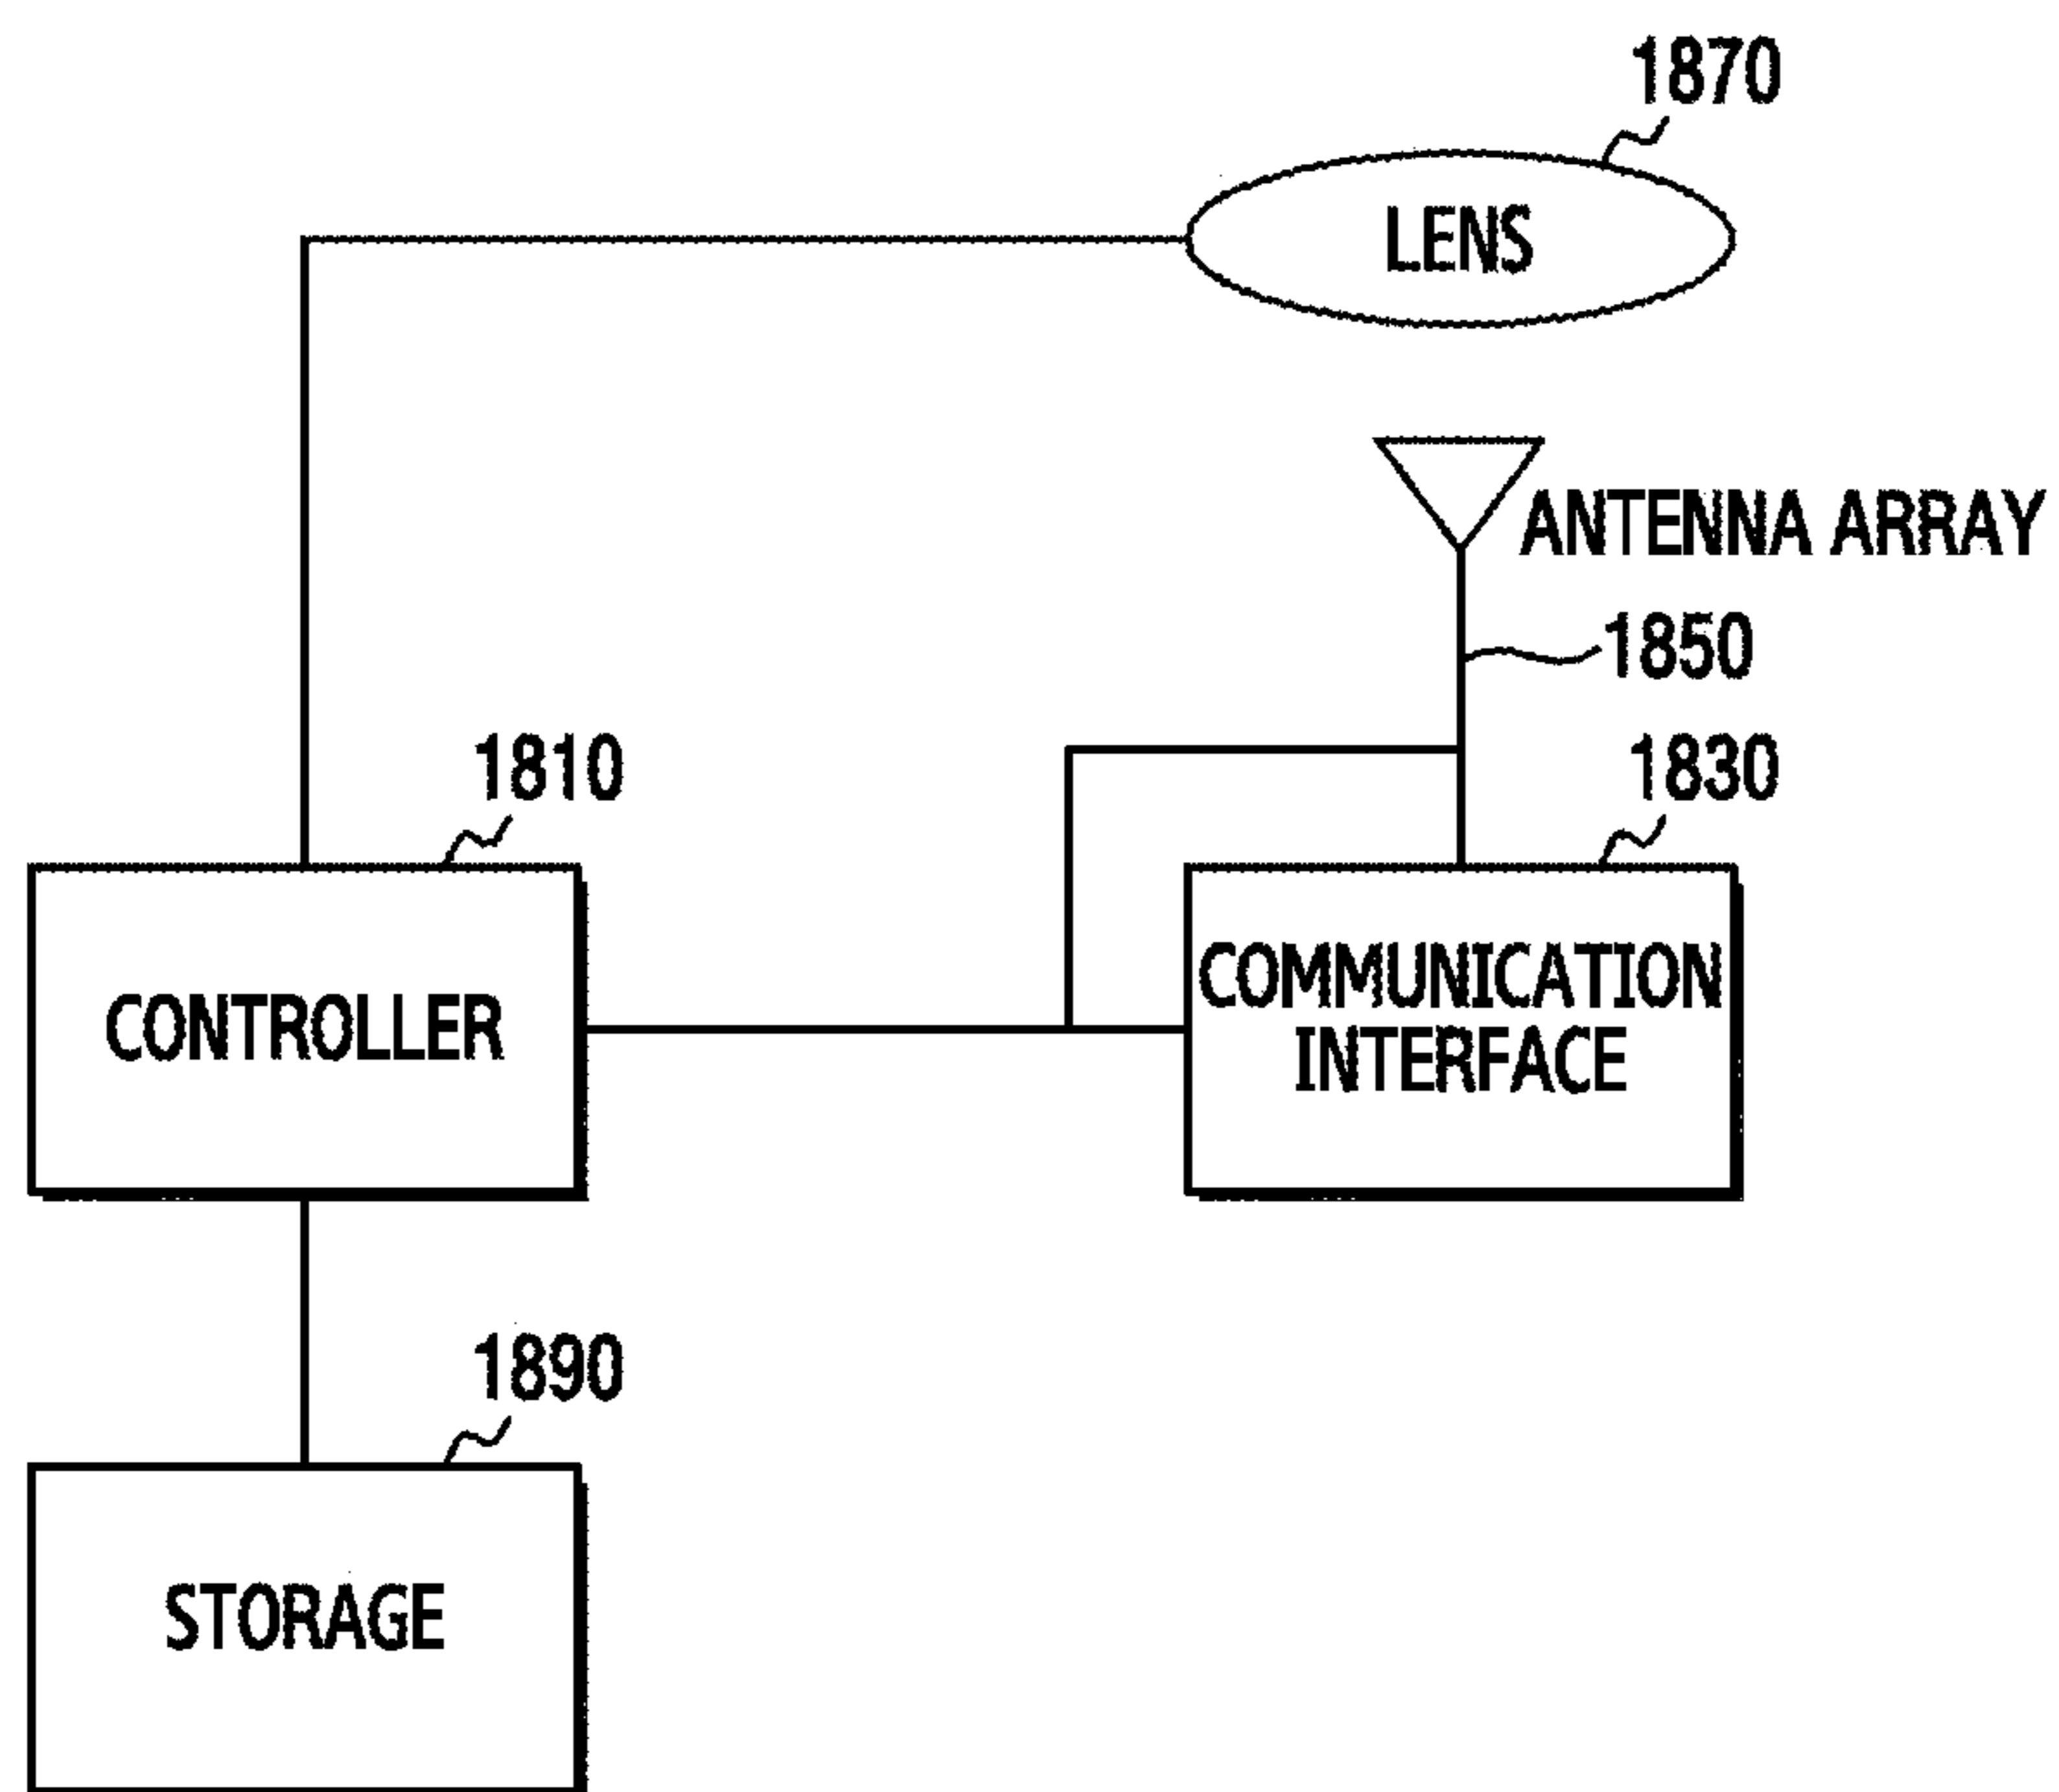 1870
LENS
ANTENNA ARRAY
1850
1810
1830
CONTROLLER
COMMUNICATION
INTERFACE
1890
STORAGE